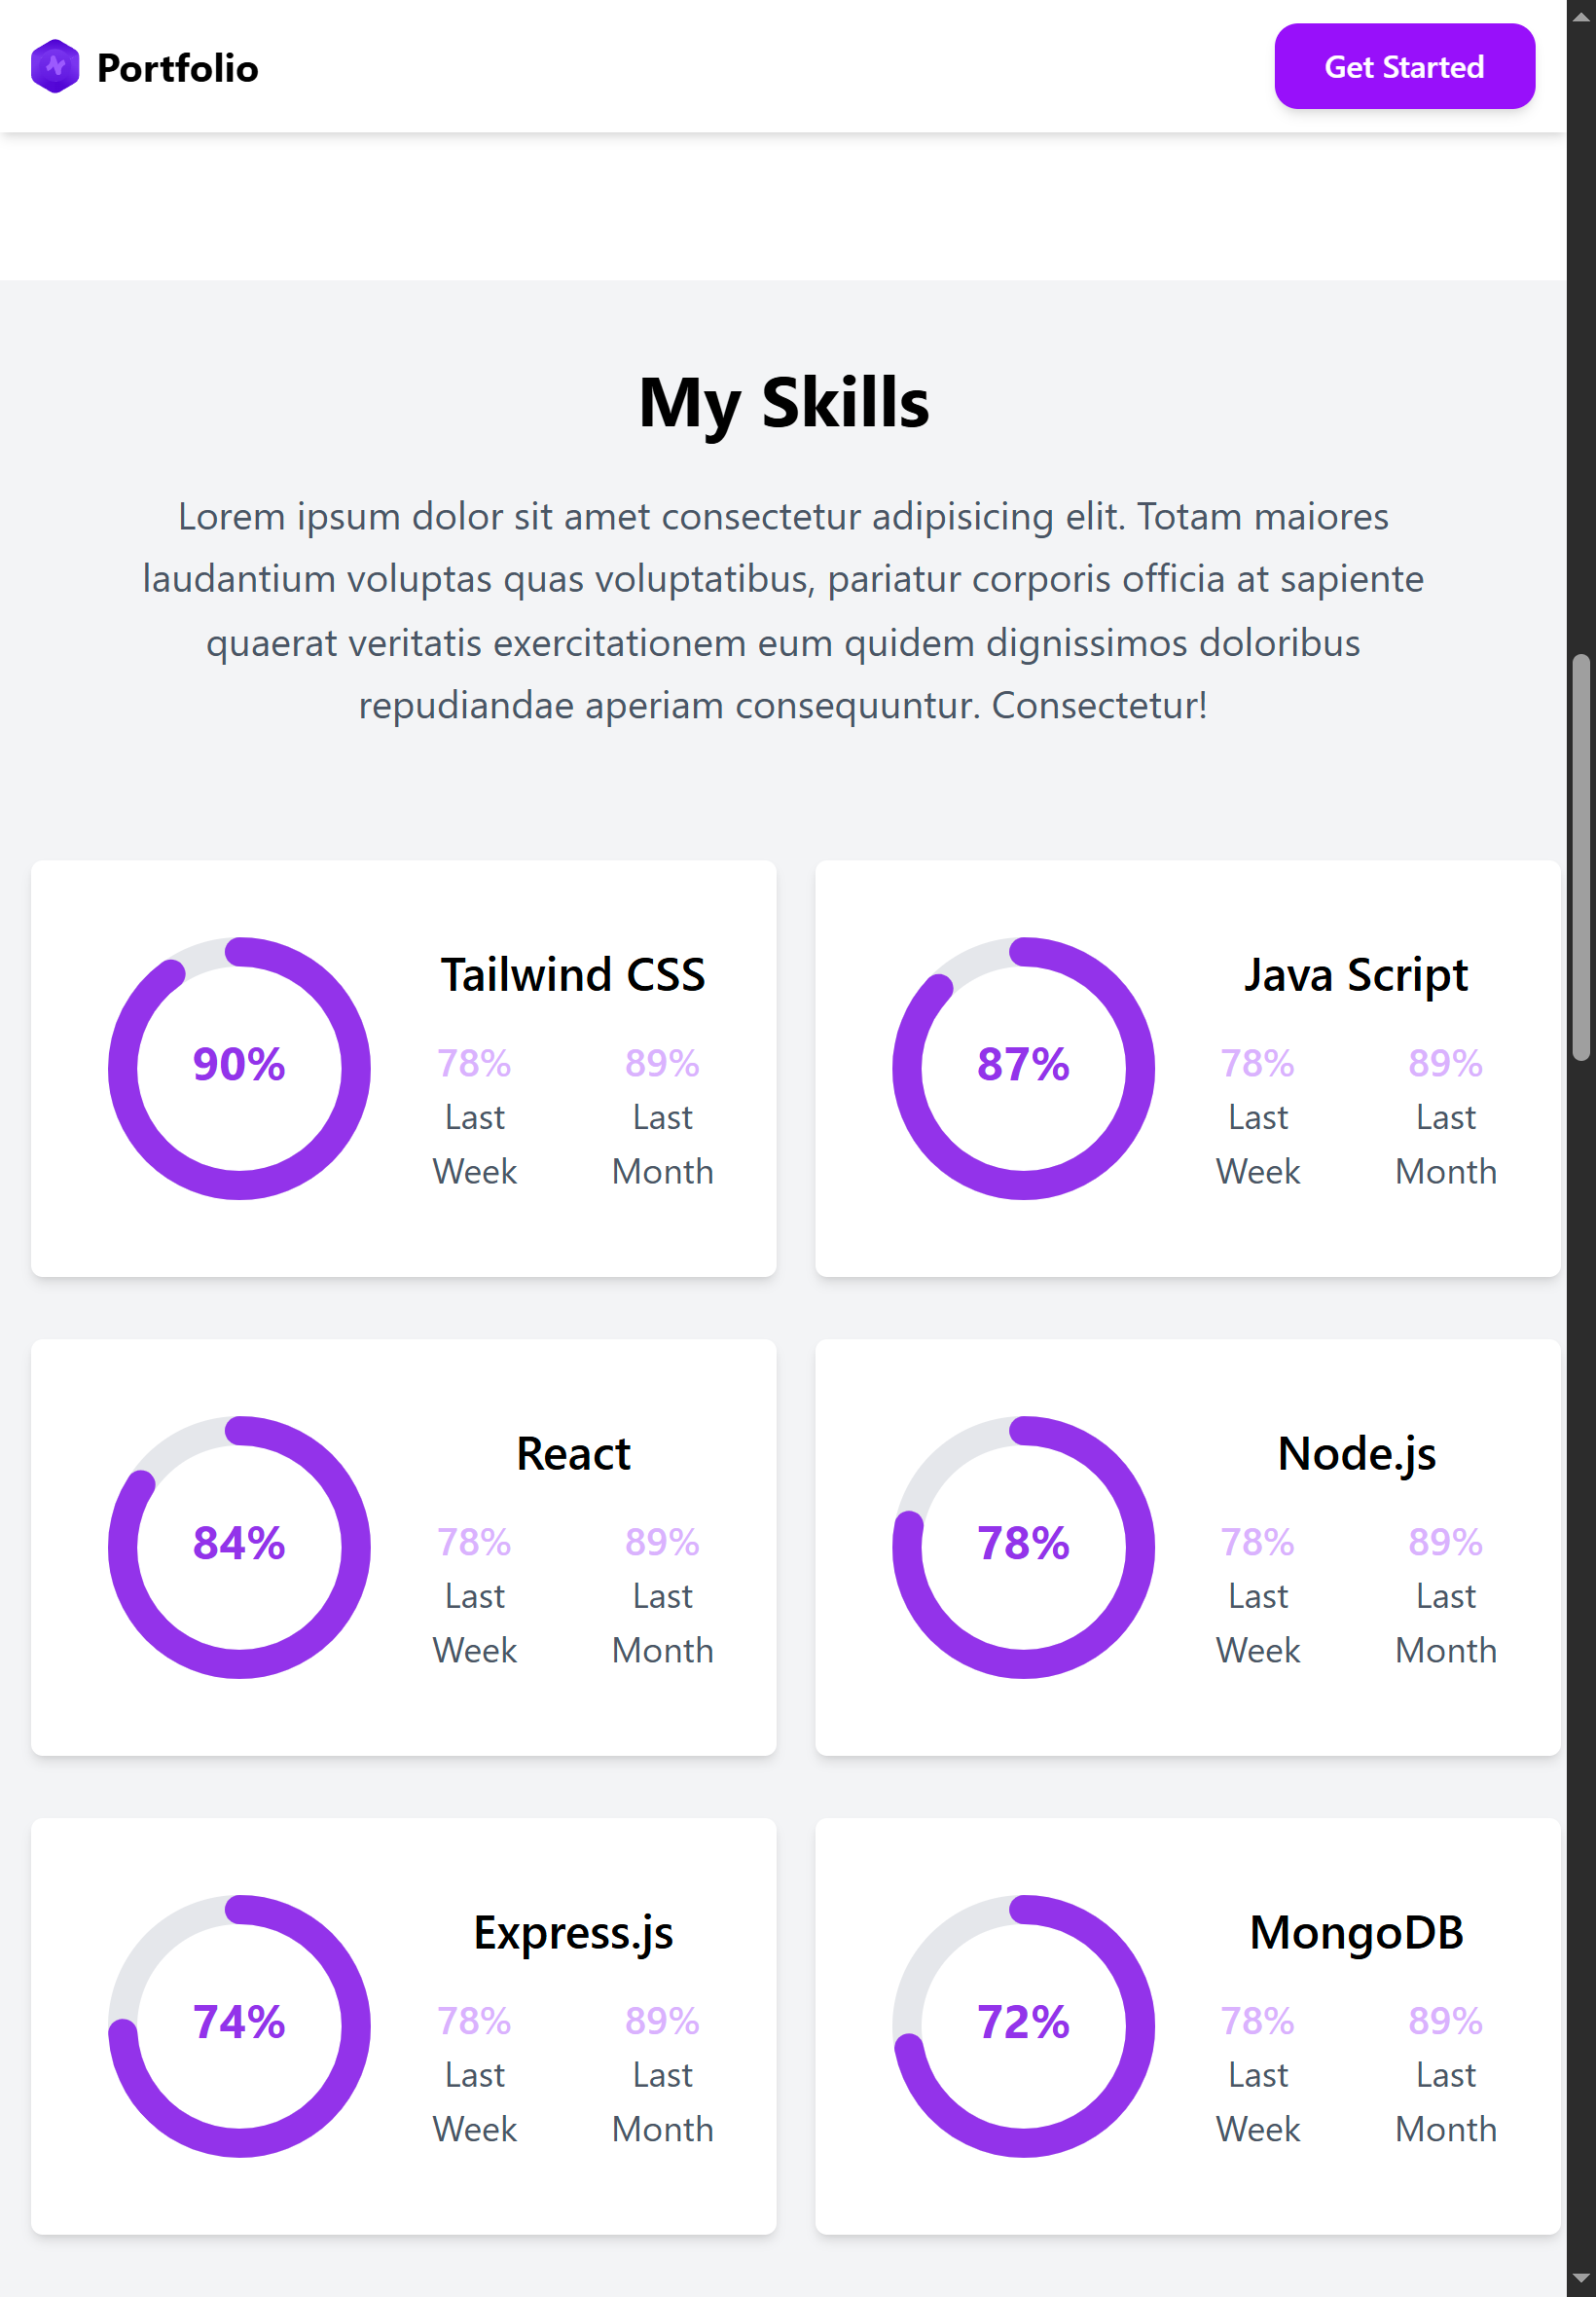 Portfolio
Get Started
My Skills
Lorem ipsum dolor sit amet consectetur adipisicing elit. Totam maiores
laudantium voluptas quas voluptatibus, pariatur corporis officia at sapiente
quaerat veritatis exercitationem eum quidem dignissimos doloribus
repudiandae aperiam consequuntur. Consectetur!
90%
Tailwind CSS
78%
Last
Week
89%
Last
Month
87%
Java Script
78%
Last
Week
89%
Last
Month
84%
React
78%
Last
Week
89%
Last
Month
78%
Node.js
78%
Last
Week
89%
Last
Month
74%
Express.js
78%
Last
Week
89%
Last
Month
72%
MongoDB
78%
Last
Week
89%
Last
Month